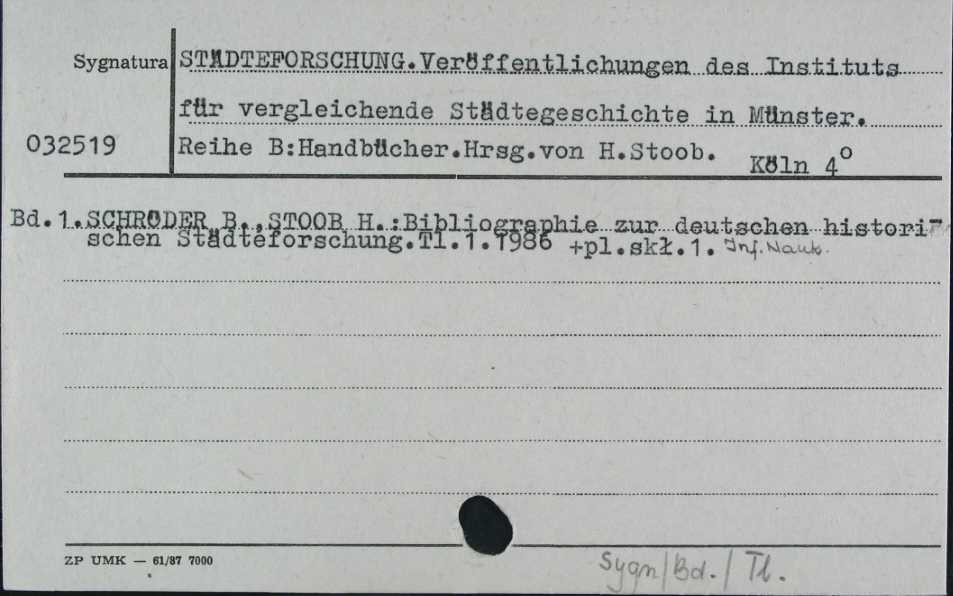 Sygnatura STÄDTEFORSCHUNG.Veröffentlichungen des Instituts
für vergleichende Städtegeschichte in Münster.
032519 Reihe B:Handbücher.Hrsg.von H.Stoob. Köln 4°
Bd.1.SCHRÖDER B.,STOOB H.:Bibliographie zur deutschen histori-
schen Städteforschung.Tl.1.1986 +pl.skł.1. Inf.Nauk.
ZP UMK — 61/87 7000
Sygn/Bd./Tl.